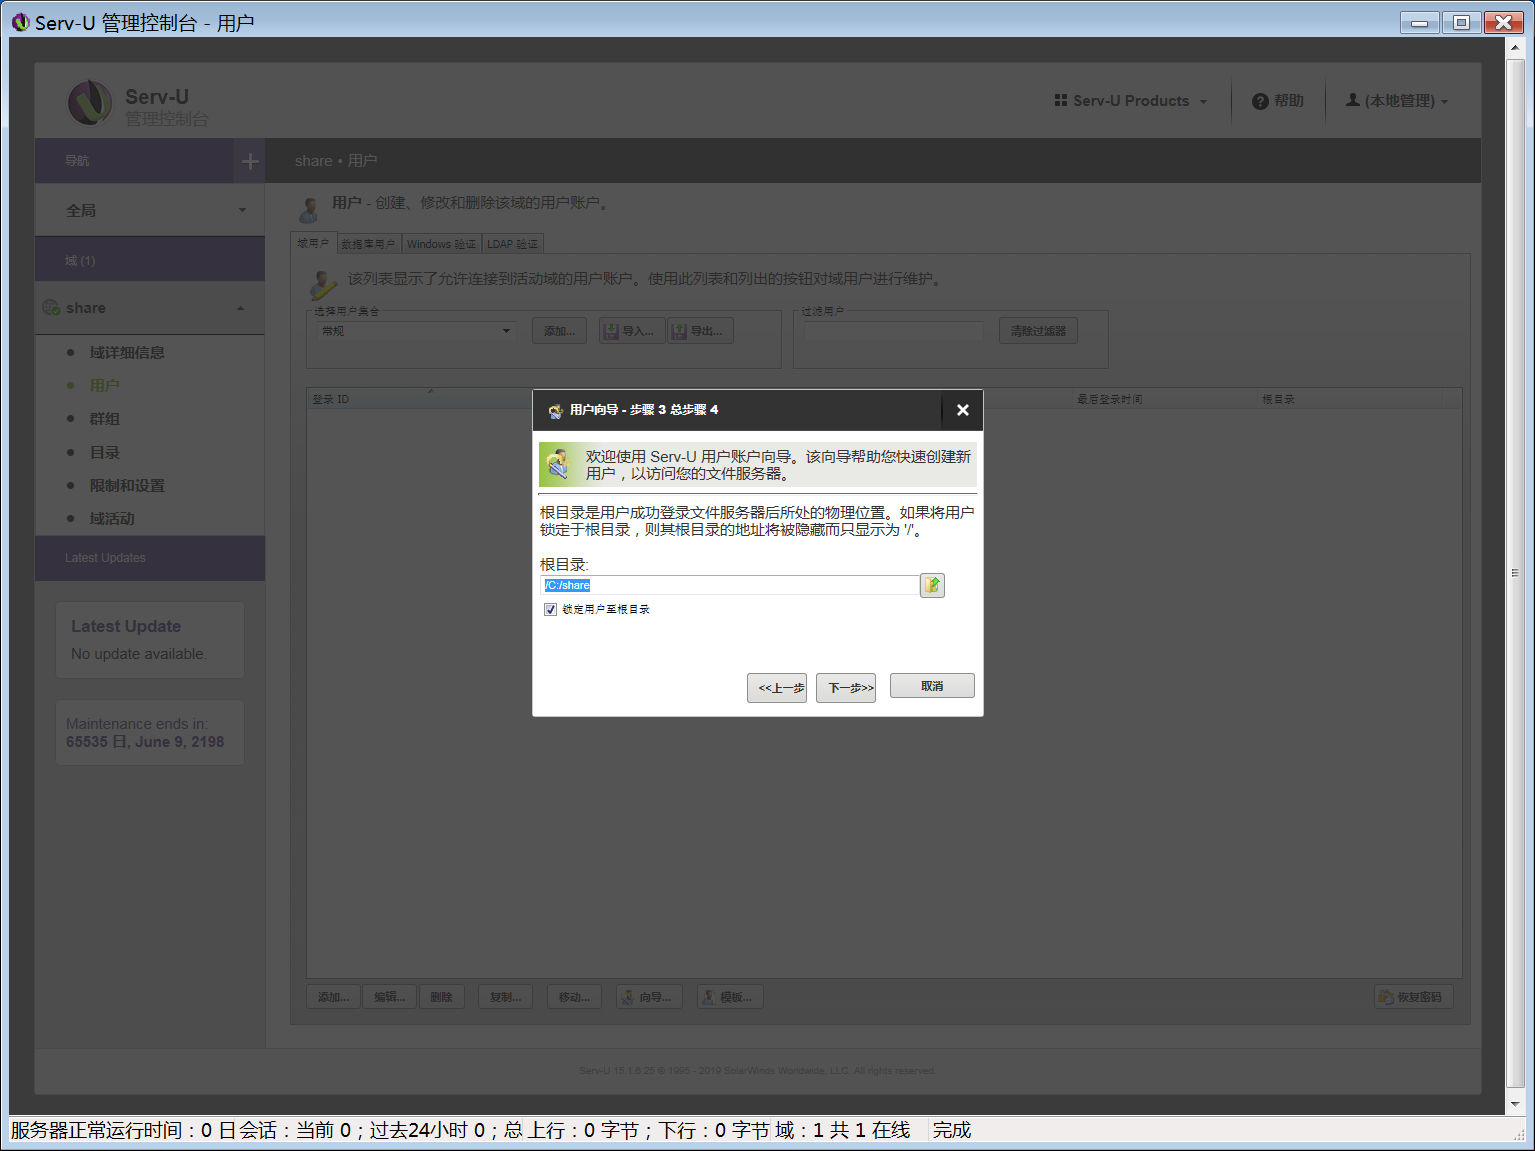 Serv-U 管理控制台 - 用户
Serv-U
管理控制台
Serv-U Products
帮助
(本地管理)
导航
share • 用户
全局
域 (1)
share
域详细信息
用户
群组
目录
限制和设置
域活动
Latest Updates
Latest Update
No update available.
Maintenance ends in:
65535 日, June 9, 2198
用户 - 创建、修改和删除该域的用户账户。
域用户
数据库用户
Windows 验证
LDAP 验证
该列表显示了允许连接到活动域的用户账户。使用此列表和列出的按钮对域用户进行维护。
选择用户集合
常规
添加...
导入...
导出...
过滤用户
清除过滤器
登录 ID
最后登录时间
根目录
用户向导 - 步骤 3 总步骤 4
欢迎使用 Serv-U 用户账户向导。该向导帮助您快速创建新
用户，以访问您的文件服务器。
根目录是用户成功登录文件服务器后所处的物理位置。如果将用户
锁定于根目录，则其根目录的地址将被隐藏而只显示为 '/'。
根目录:
/C:/share
锁定用户至根目录
<<上一步
下一步>>
取消
添加...
编辑...
删除
复制...
移动...
向导...
模板...
恢复密码
Serv-U 15.1.6.25 © 1995 - 2019 SolarWinds Worldwide, LLC. All rights reserved.
服务器正常运行时间：0 日 会话：当前 0；过去24小时 0；总 上行：0 字节；下行：0 字节 域：1 共 1 在线 完成